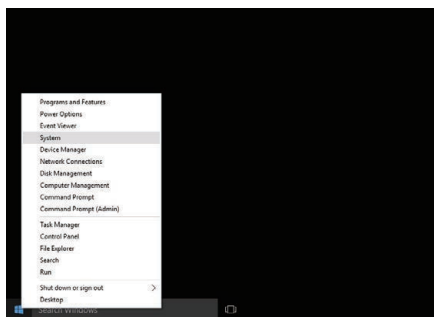 Programs and Features
Power Options
Event Viewer
System
Device Manager
Network Connections
Disk Management
Computer Management
Command Prompt
Command Prompt (Admin)
Task Manager
Control Panel
File Explorer
Search
Run
Shut down or sign out
Desktop
Search Windows